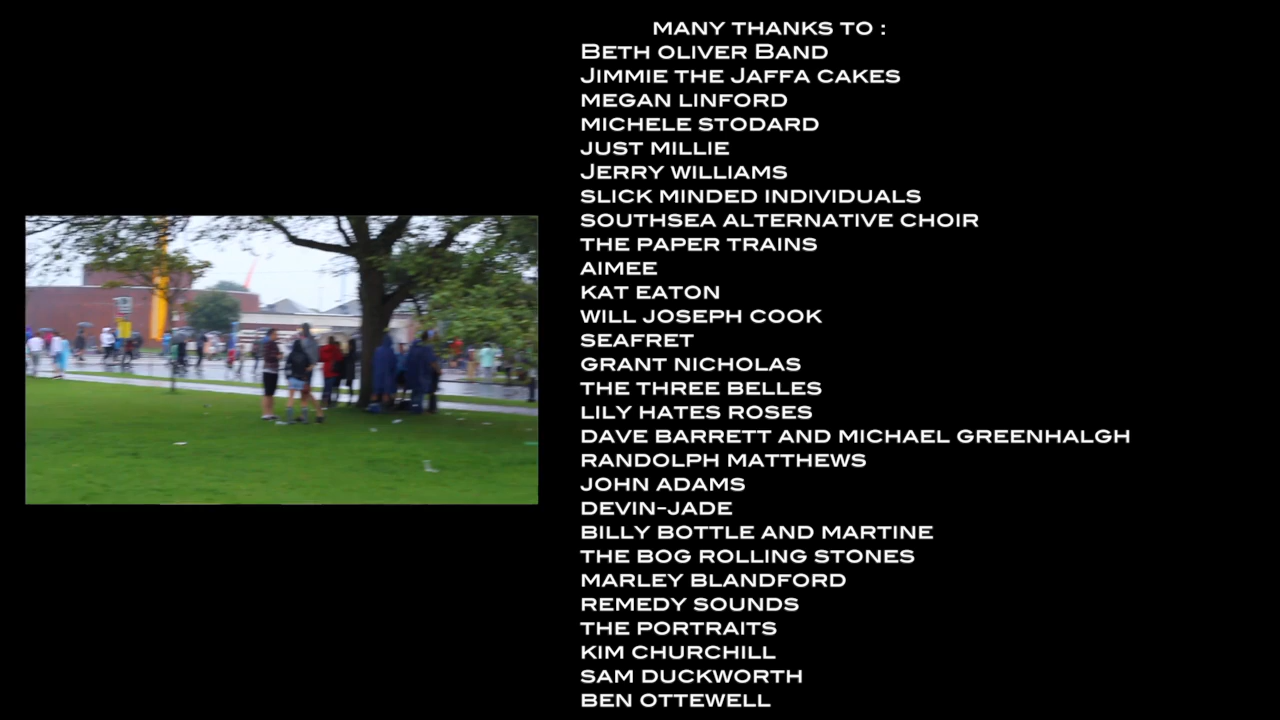 MANY THANKS TO :
BETH OLIVER BAND
JIMMIE THE JAFFA CAKES
MEGAN LINFORD
MICHELE STODARD
JUST MILLIE
JERRY WILLIAMS
SLICK MINDED INDIVIDUALS
SOUTHSEA ALTERNATIVE CHOIR
THE PAPER TRAINS
AIMEE
KAT EATON
WILL JOSEPH COOK
SEAFRET
GRANT NICHOLAS
THE THREE BELLES
LILY HATES ROSES
DAVE BARRETT AND MICHAEL GREENHALGH
RANDOLPH MATTHEWS
JOHN ADAMS
DEVIN-JADE
BILLY BOTTLE AND MARTINE
THE BOG ROLLING STONES
MARLEY BLANDFORD
REMEDY SOUNDS
THE PORTRAITS
KIM CHURCHILL
SAM DUCKWORTH
BEN OTTEWELL